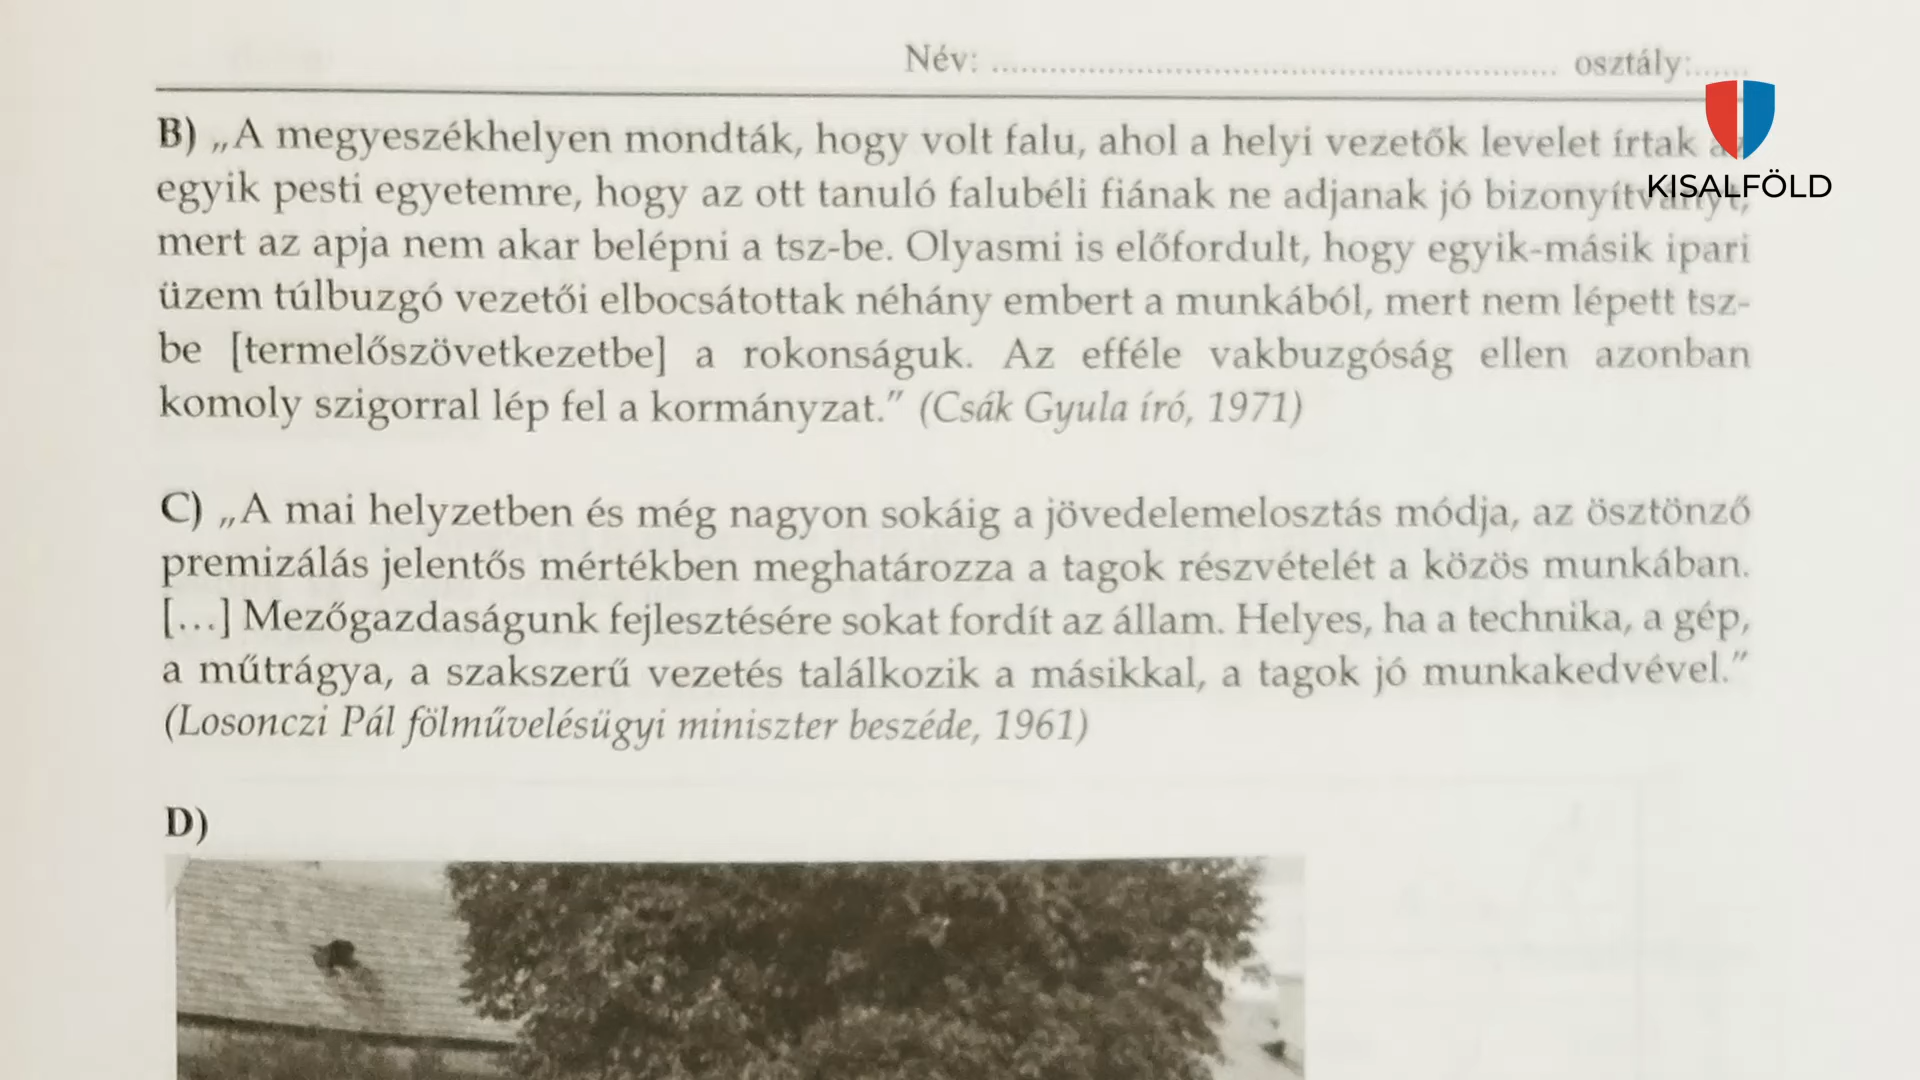 Név: ........................................................ osztály:......
KISALFÖLD
B) „A megyeszékhelyen mondták, hogy volt falu, ahol a helyi vezetők levelet írtak
egyik pesti egyetemre, hogy az ott tanuló falubéli fiának ne adjanak jó bizonyítványt,
mert az apja nem akar belépni a tsz-be. Olyasmi is előfordult, hogy egyik-másik ipari
üzem túlbuzgó vezetői elbocsátottak néhány embert a munkából, mert nem lépett tsz-
be [termelőszövetkezetbe] a rokonságuk. Az efféle vakbuzgóság ellen azonban
komoly szigorral lép fel a kormányzat.” (Csák Gyula író, 1971)
C) „A mai helyzetben és még nagyon sokáig a jövedelemelosztás módja, az ösztönző
premizálás jelentős mértékben meghatározza a tagok részvételét a közös munkában.
[…] Mezőgazdaságunk fejlesztésére sokat fordít az állam. Helyes, ha a technika, a gép,
a műtrágya, a szakszerű vezetés találkozik a másikkal, a tagok jó munkakedvével.”
(Losonczi Pál fölművelésügyi miniszter beszéde, 1961)
D)